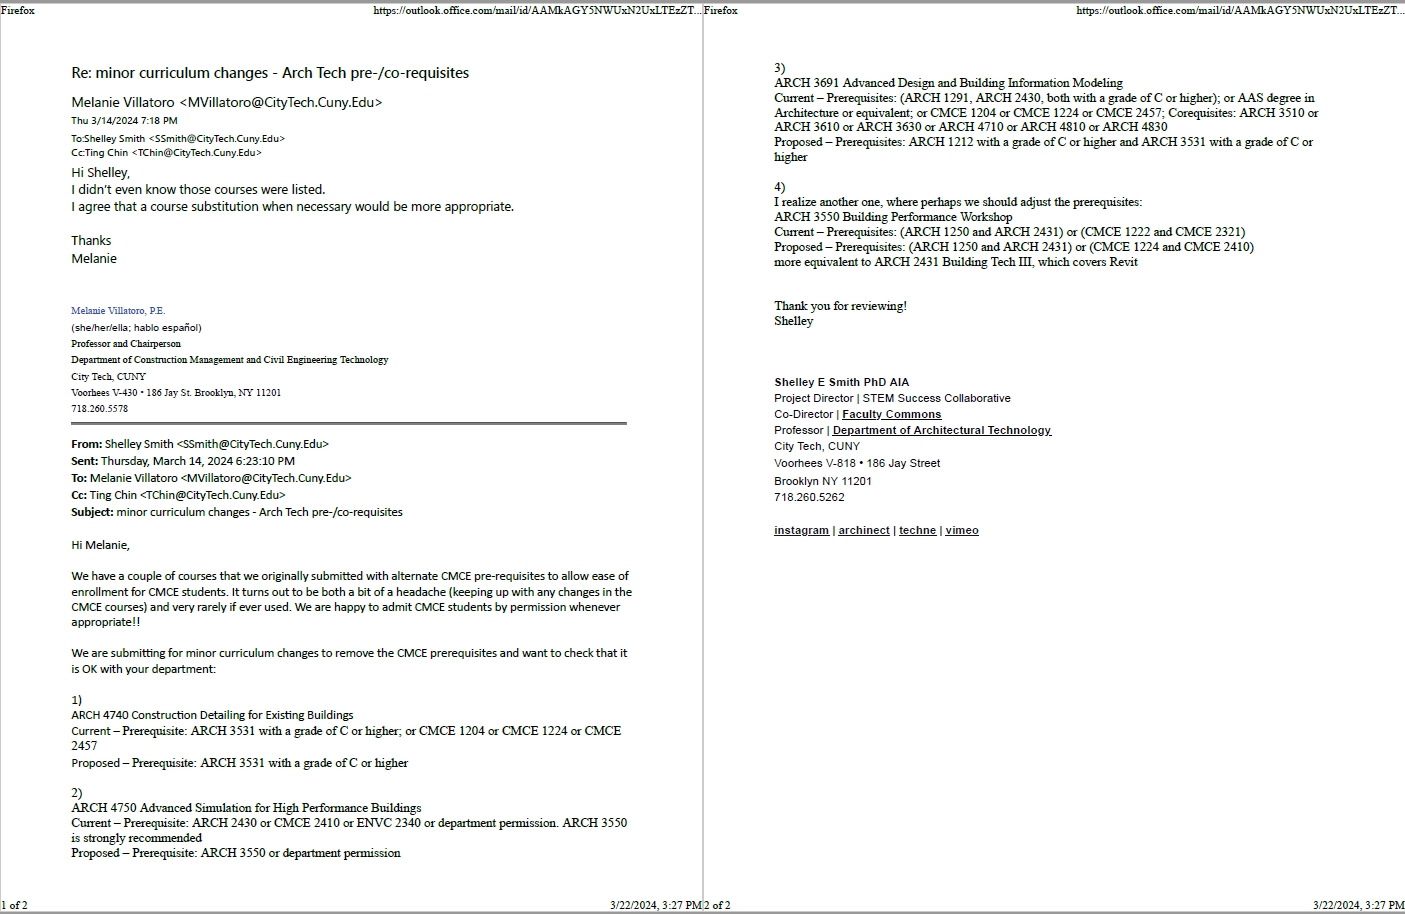 Firefox
https://outlook.office.com/mail/id/AAMkAGY5NWUxN2UxLTEzZT...
Re: minor curriculum changes - Arch Tech pre-/co-requisites
Melanie Villatoro <MVillatoro@CityTech.Cuny.Edu>
Thu 3/14/2024 7:18 PM
To:Shelley Smith <SSmith@CityTech.Cuny.Edu>
Cc:Ting Chin <TChin@CityTech.Cuny.Edu>
Hi Shelley,
I didn't even know those courses were listed.
I agree that a course substitution when necessary would be more appropriate.
Thanks
Melanie
Melanie Villatoro, P.E.
(she/her/ella; hablo español)
Professor and Chairperson
Department of Construction Management and Civil Engineering Technology
City Tech, CUNY
Voorhees V-430 • 186 Jay St. Brooklyn, NY 11201
718.260.5578
From: Shelley Smith <SSmith@CityTech.Cuny.Edu>
Sent: Thursday, March 14, 2024 6:23:10 PM
To: Melanie Villatoro <MVillatoro@CityTech.Cuny.Edu>
Cc: Ting Chin <TChin@CityTech.Cuny.Edu>
Subject: minor curriculum changes - Arch Tech pre-/co-requisites
Hi Melanie,
We have a couple of courses that we originally submitted with alternate CMCE pre-requisites to allow ease of
enrollment for CMCE students. It turns out to be both a bit of a headache (keeping up with any changes in the
CMCE courses) and very rarely if ever used. We are happy to admit CMCE students by permission whenever
appropriate!!
We are submitting for minor curriculum changes to remove the CMCE prerequisites and want to check that it
is OK with your department:
1)
ARCH 4740 Construction Detailing for Existing Buildings
Current – Prerequisite: ARCH 3531 with a grade of C or higher; or CMCE 1204 or CMCE 1224 or CMCE
2457
Proposed – Prerequisite: ARCH 3531 with a grade of C or higher
2)
ARCH 4750 Advanced Simulation for High Performance Buildings
Current – Prerequisite: ARCH 2430 or CMCE 2410 or ENVC 2340 or department permission. ARCH 3550
is strongly recommended
Proposed – Prerequisite: ARCH 3550 or department permission
1 of 2
3/22/2024, 3:27 PM
Firefox
https://outlook.office.com/mail/id/AAMkAGY5NWUxN2UxLTEzZT...
3)
ARCH 3691 Advanced Design and Building Information Modeling
Current – Prerequisites: (ARCH 1291, ARCH 2430, both with a grade of C or higher); or AAS degree in
Architecture or equivalent; or CMCE 1204 or CMCE 1224 or CMCE 2457; Corequisites: ARCH 3510 or
ARCH 3610 or ARCH 3630 or ARCH 4710 or ARCH 4810 or ARCH 4830
Proposed – Prerequisites: ARCH 1212 with a grade of C or higher and ARCH 3531 with a grade of C or
higher
4)
I realize another one, where perhaps we should adjust the prerequisites:
ARCH 3550 Building Performance Workshop
Current – Prerequisites: (ARCH 1250 and ARCH 2431) or (CMCE 1222 and CMCE 2321)
Proposed – Prerequisites: (ARCH 1250 and ARCH 2431) or (CMCE 1224 and CMCE 2410)
more equivalent to ARCH 2431 Building Tech III, which covers Revit
Thank you for reviewing!
Shelley
Shelley E Smith PhD AIA
Project Director | STEM Success Collaborative
Co-Director | Faculty Commons
Professor | Department of Architectural Technology
City Tech, CUNY
Voorhees V-818 • 186 Jay Street
Brooklyn NY 11201
718.260.5262
instagram | archinect | techne | vimeo
2 of 2
3/22/2024, 3:27 PM